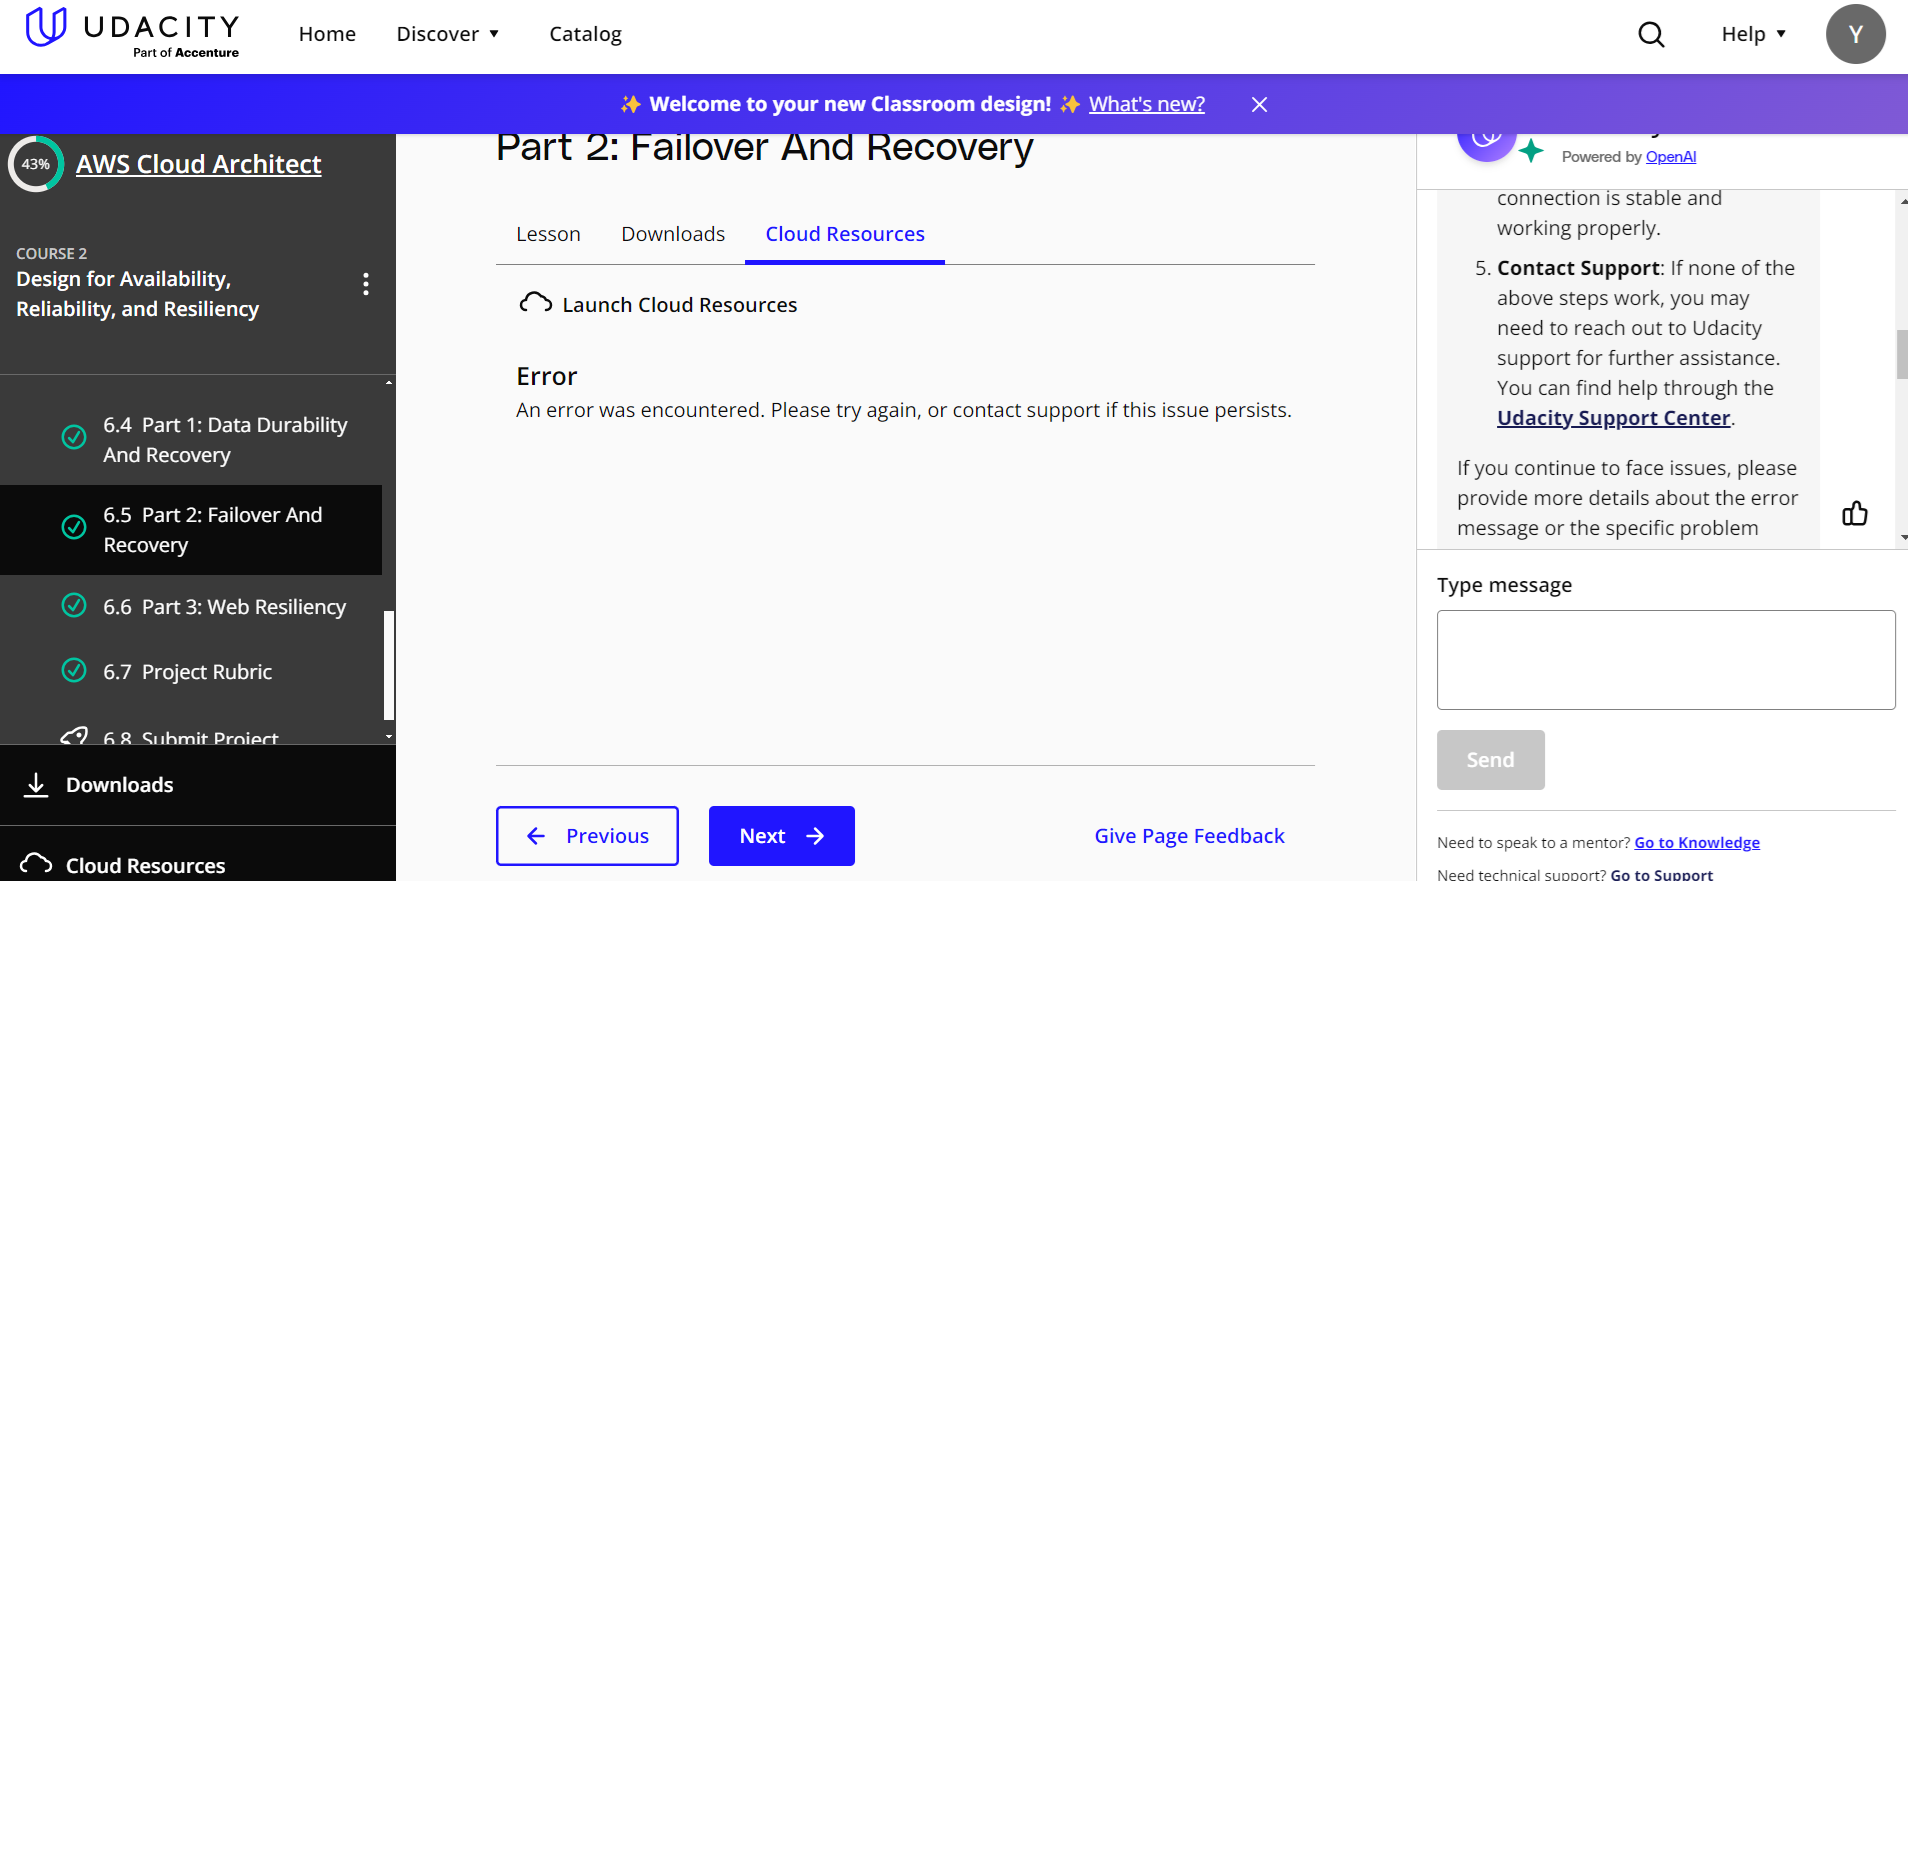 UDACITY
Part of Accenture
Home
Discover ▼
Catalog
Help ▼
Y
✨ Welcome to your new Classroom design! ✨ What's new?
43%
AWS Cloud Architect
COURSE 2
Design for Availability,
Reliability, and Resiliency
6.4 Part 1: Data Durability
And Recovery
6.5 Part 2: Failover And
Recovery
6.6 Part 3: Web Resiliency
6.7 Project Rubric
6.8 Submit Project
Downloads
Cloud Resources
Part 2: Failover And Recovery
Lesson
Downloads
Cloud Resources
Launch Cloud Resources
Error
An error was encountered. Please try again, or contact support if this issue persists.
Previous
Next
Give Page Feedback
Powered by OpenAI
connection is stable and
working properly.
5. Contact Support: If none of the
above steps work, you may
need to reach out to Udacity
support for further assistance.
You can find help through the
Udacity Support Center.
If you continue to face issues, please
provide more details about the error
message or the specific problem
Type message
Send
Need to speak to a mentor? Go to Knowledge
Need technical support? Go to Support